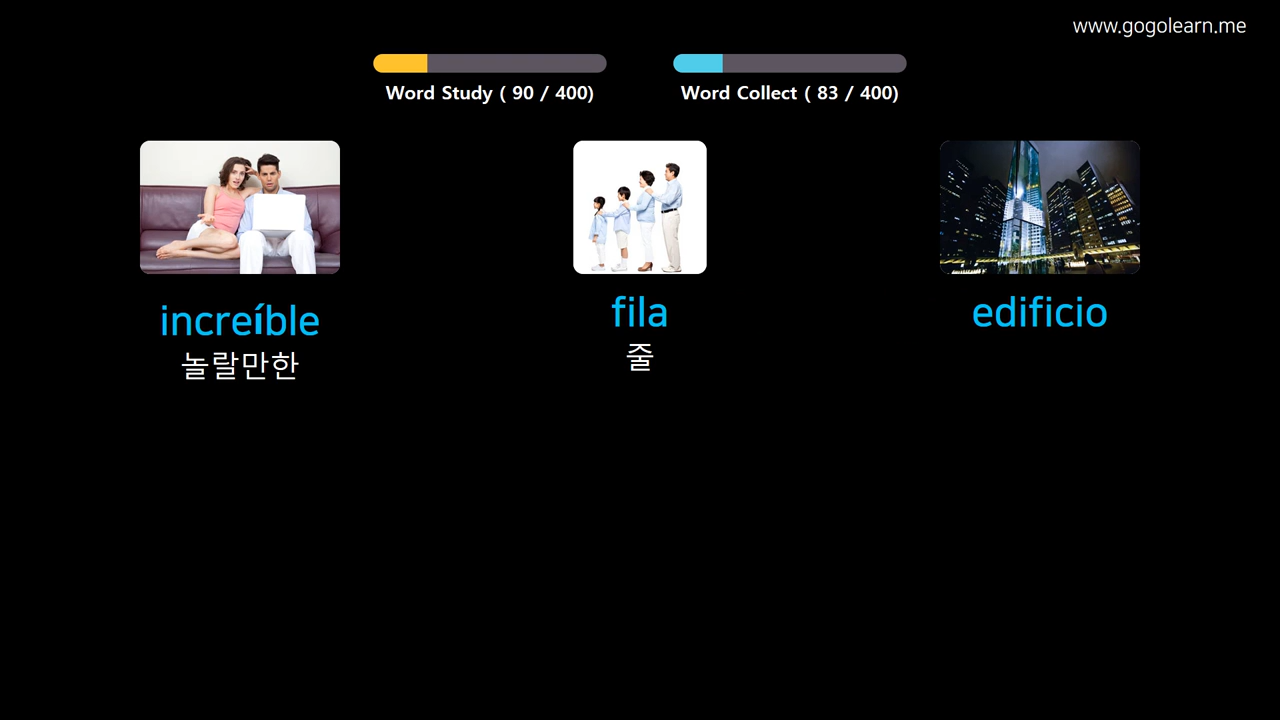 www.gogolearn.me
Word Study ( 90 / 400)
Word Collect ( 83 / 400)
increíble
놀랄만한
fila
줄
edificio